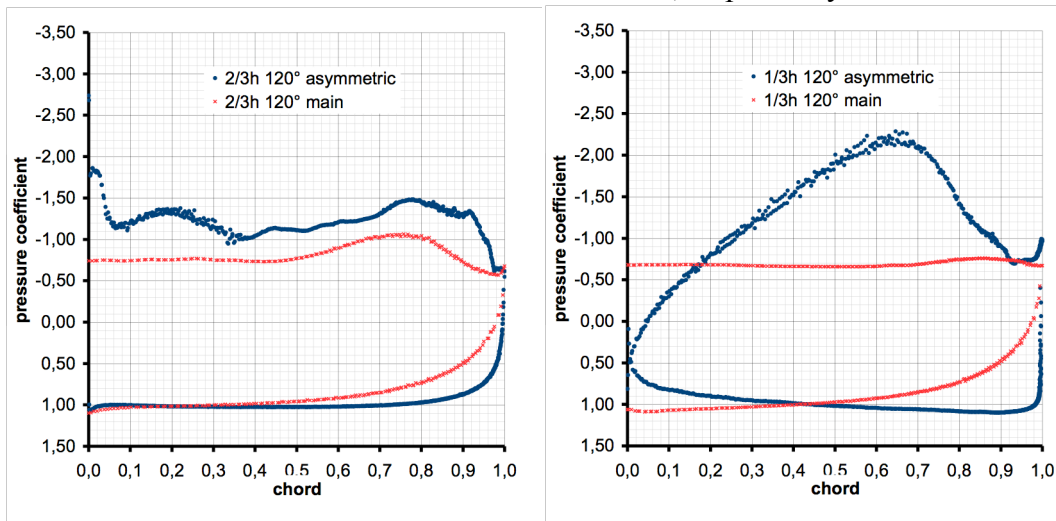 -3,50
-3,00
-2,50
-2,00
-1,50
-1,00
-0,50
0,00
0,50
1,00
1,50
pressure coefficient
2/3h 120° asymmetric
2/3h 120° main
0,0 0,1 0,2 0,3 0,4 0,5 0,6 0,7 0,8 0,9 1,0
chord
-3,50
-3,00
-2,50
-2,00
-1,50
-1,00
-0,50
0,00
0,50
1,00
1,50
pressure coefficient
1/3h 120° asymmetric
1/3h 120° main
0,0 0,1 0,2 0,3 0,4 0,5 0,6 0,7 0,8 0,9 1,0
chord